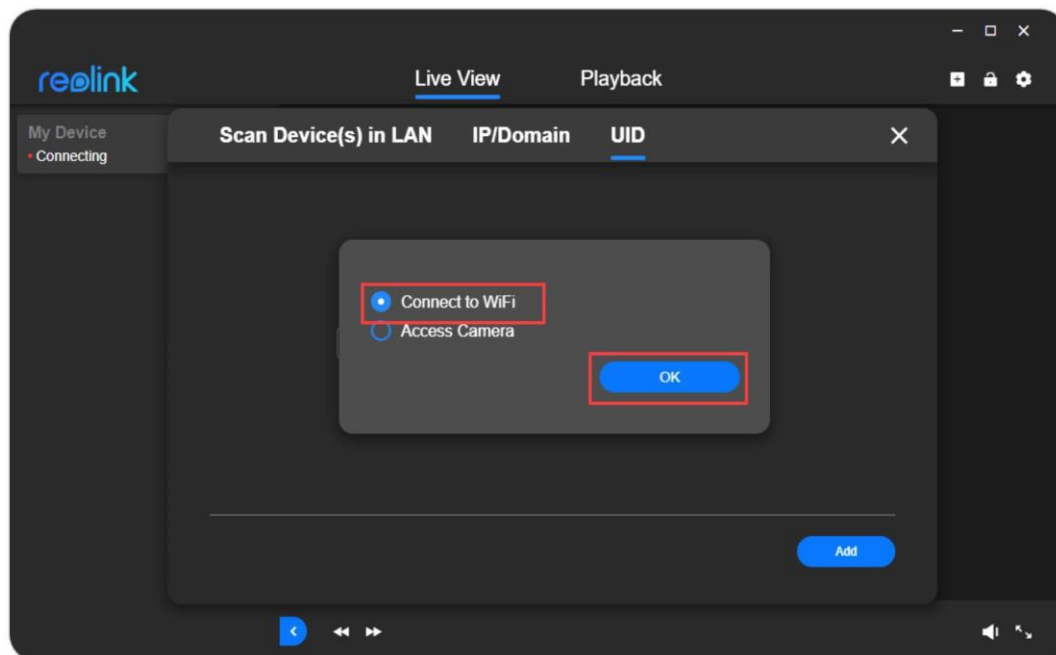 reolink
Live View
Playback
My Device
Connecting
Scan Device(s) in LAN
IP/Domain
UID
Connect to WiFi
Access Camera
OK
Add